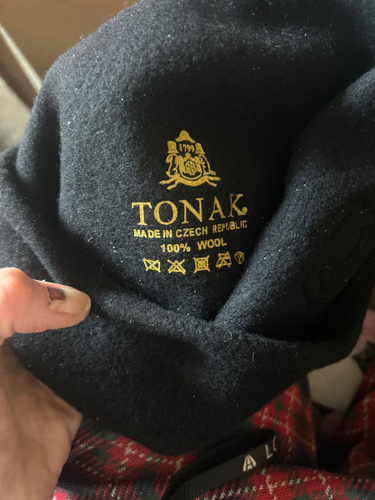 1799
TONAK
MADE IN CZECH REPUBLIC
100% WOOL